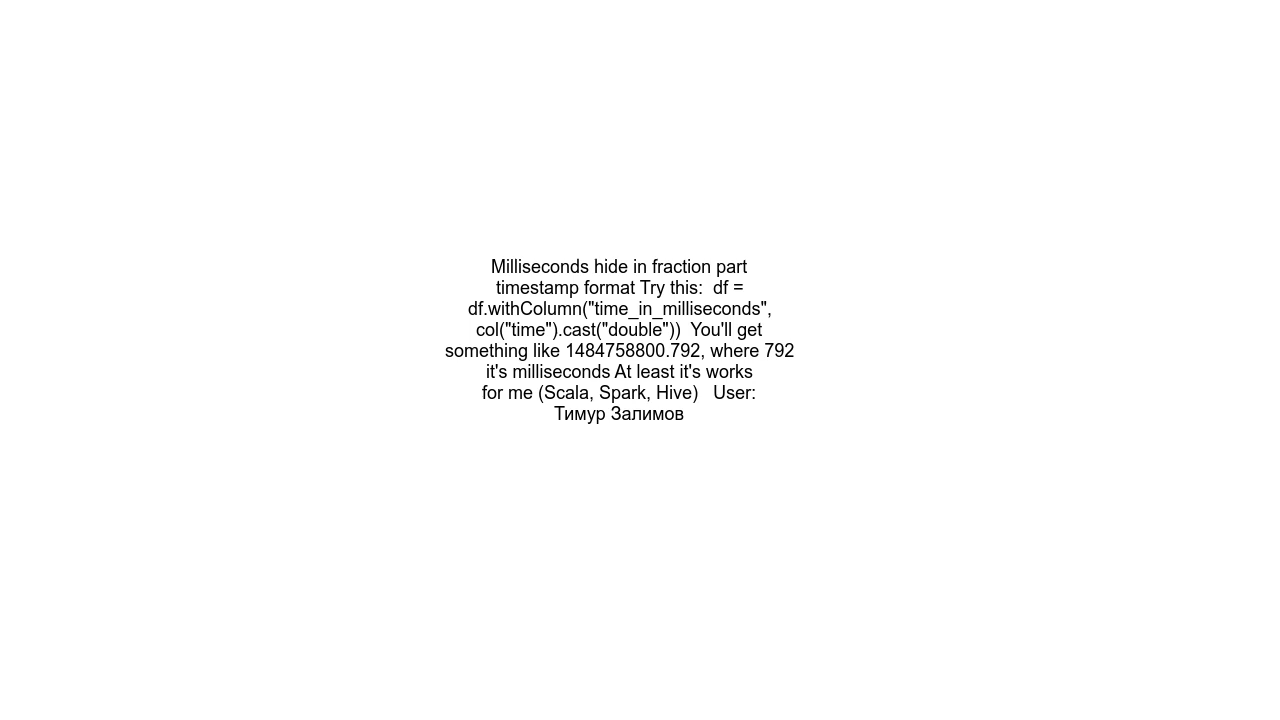 Milliseconds hide in fraction part
timestamp format Try this:  df =
df.withColumn("time_in_milliseconds",
col("time").cast("double"))  You'll get
something like 1484758800.792, where 792
it's milliseconds At least it's works
for me (Scala, Spark, Hive)   User:
Тимур Залимов